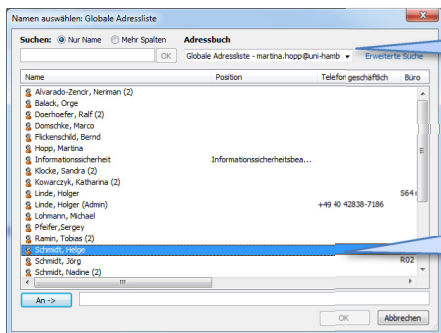 Namen auswählen: Globale Adressliste
Suchen: Nur Name Mehr Spalten Adressbuch
OK Globale Adressliste - martina.hopp@uni-hamb Erweiterte Suche
Name Position Telefon geschäftlich Büro
Alvarado-Zencir, Neriman (2)
Balack, Orge
Doerhoefer, Ralf (2)
Domschke, Marco
Flickenschild, Bernd
Hopp, Martina
Informationssicherheit Informationssicherheitsbea...
Klocke, Sandra (2)
Kowarczyk, Katharina (2)
Linde, Holger S64
Linde, Holger (Admin) +49 40 42838-7186
Lohmann, Michael
Pfeifer,Sergey
Ramin, Tobias (2)
Schmidt, Helge
Schmidt, Jörg R02
Schmidt, Nadine (2)
An ->
OK Abbrechen